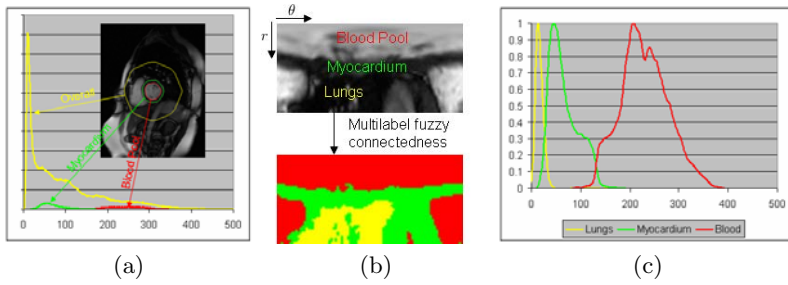 Overall
Myocardium
Blood Pool
0 100 200 300 400 500
(a)
θ
r
Blood Pool
Myocardium
Lungs
Multilabel fuzzy
connectedness
(b)
1
0.9
0.8
0.7
0.6
0.5
0.4
0.3
0.2
0.1
0
0 100 200 300 400 500
Lungs Myocardium Blood
(c)